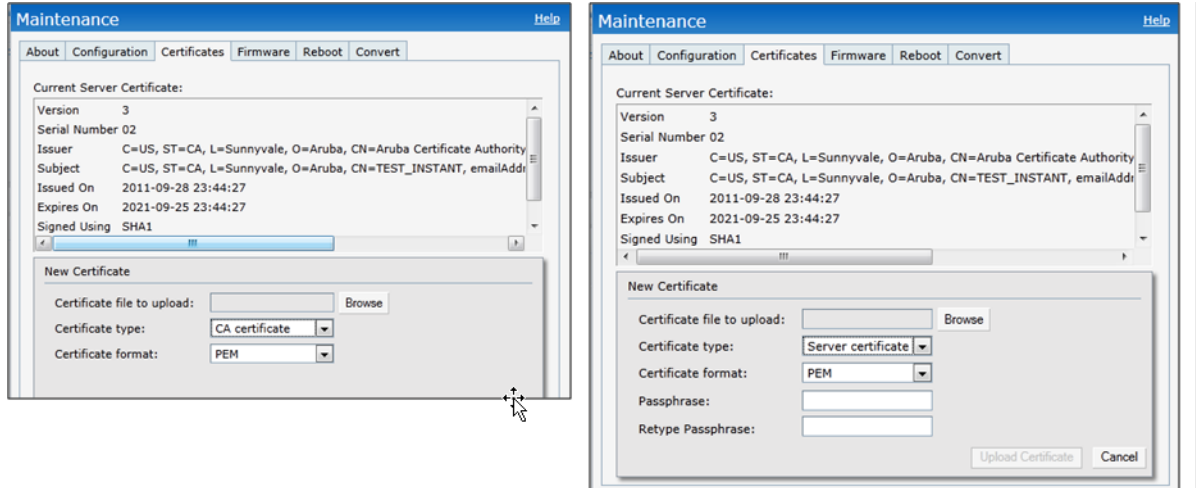 Maintenance Help
About Configuration Certificates Firmware Reboot Convert
Current Server Certificate:
Version 3
Serial Number 02
Issuer C=US, ST=CA, L=Sunnyvale, O=Aruba, CN=Aruba Certificate Authority
Subject C=US, ST=CA, L=Sunnyvale, O=Aruba, CN=TEST_INSTANT, emailAddr
Issued On 2011-09-28 23:44:27
Expires On 2021-09-25 23:44:27
Signed Using SHA1
New Certificate
Certificate file to upload: Browse
Certificate type: CA certificate
Certificate format: PEM
Maintenance Help
About Configuration Certificates Firmware Reboot Convert
Current Server Certificate:
Version 3
Serial Number 02
Issuer C=US, ST=CA, L=Sunnyvale, O=Aruba, CN=Aruba Certificate Authority
Subject C=US, ST=CA, L=Sunnyvale, O=Aruba, CN=TEST_INSTANT, emailAddr
Issued On 2011-09-28 23:44:27
Expires On 2021-09-25 23:44:27
Signed Using SHA1
New Certificate
Certificate file to upload: Browse
Certificate type: Server certificate
Certificate format: PEM
Passphrase:
Retype Passphrase:
Upload Certificate Cancel